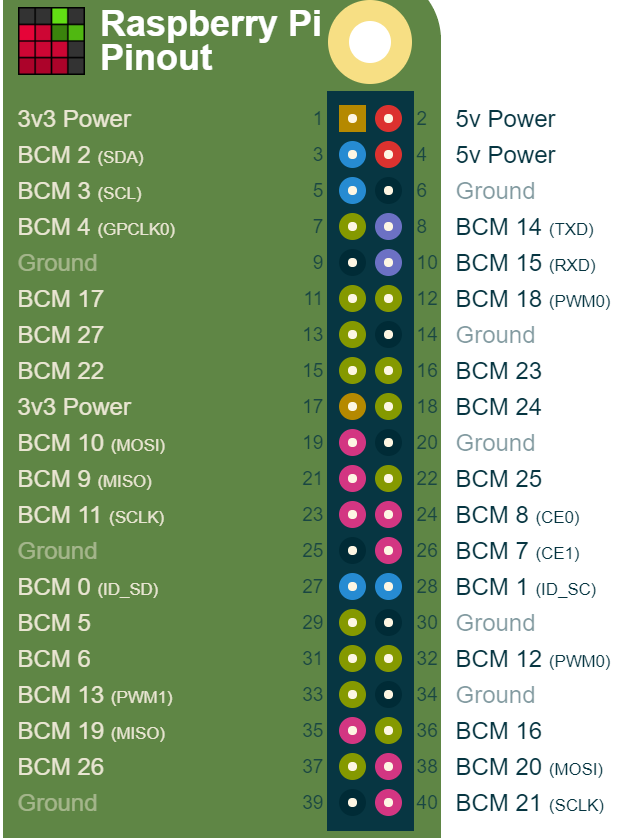 Raspberry Pi
Pinout
3v3 Power 1 2 5v Power
BCM 2 (SDA) 3 4 5v Power
BCM 3 (SCL) 5 6 Ground
BCM 4 (GPCLK0) 7 8 BCM 14 (TXD)
Ground 9 10 BCM 15 (RXD)
BCM 17 11 12 BCM 18 (PWM0)
BCM 27 13 14 Ground
BCM 22 15 16 BCM 23
3v3 Power 17 18 BCM 24
BCM 10 (MOSI) 19 20 Ground
BCM 9 (MISO) 21 22 BCM 25
BCM 11 (SCLK) 23 24 BCM 8 (CE0)
Ground 25 26 BCM 7 (CE1)
BCM 0 (ID_SD) 27 28 BCM 1 (ID_SC)
BCM 5 29 30 Ground
BCM 6 31 32 BCM 12 (PWM0)
BCM 13 (PWM1) 33 34 Ground
BCM 19 (MISO) 35 36 BCM 16
BCM 26 37 38 BCM 20 (MOSI)
Ground 39 40 BCM 21 (SCLK)